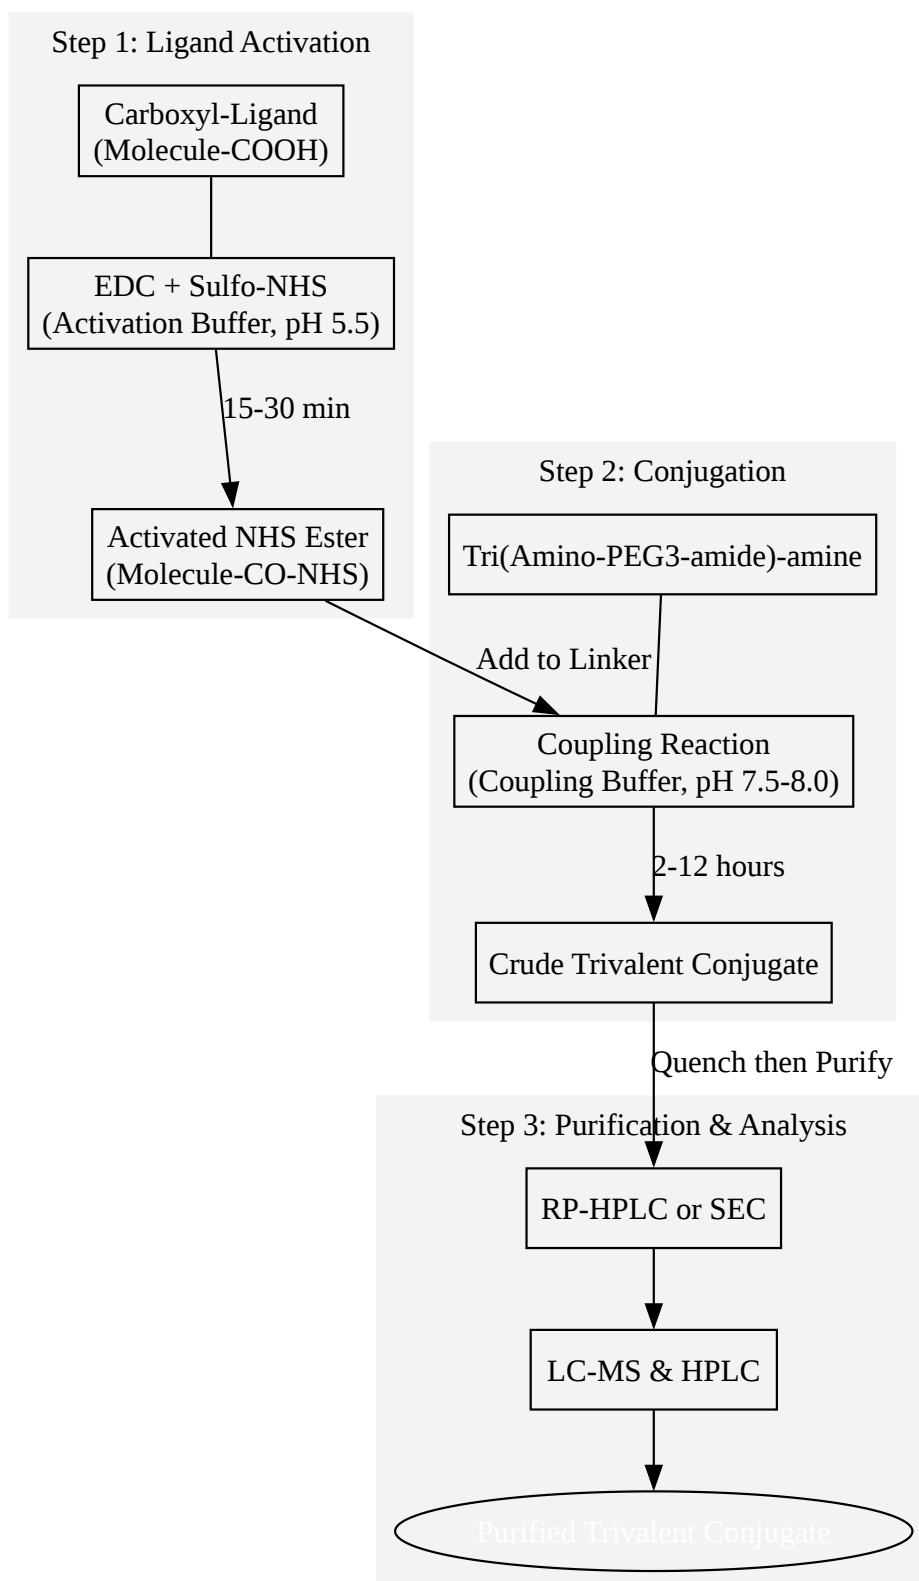 Step 1: Ligand Activation
Carboxyl-Ligand
(Molecule-COOH)
EDC + Sulfo-NHS
(Activation Buffer, pH 5.5)
15-30 min
Activated NHS Ester
(Molecule-CO-NHS)
Step 2: Conjugation
Tri(Amino-PEG3-amide)-amine
Add to Linker
Coupling Reaction
(Coupling Buffer, pH 7.5-8.0)
2-12 hours
Crude Trivalent Conjugate
Quench then Purify
Step 3: Purification & Analysis
RP-HPLC or SEC
LC-MS & HPLC
Purified Trivalent Conjugate